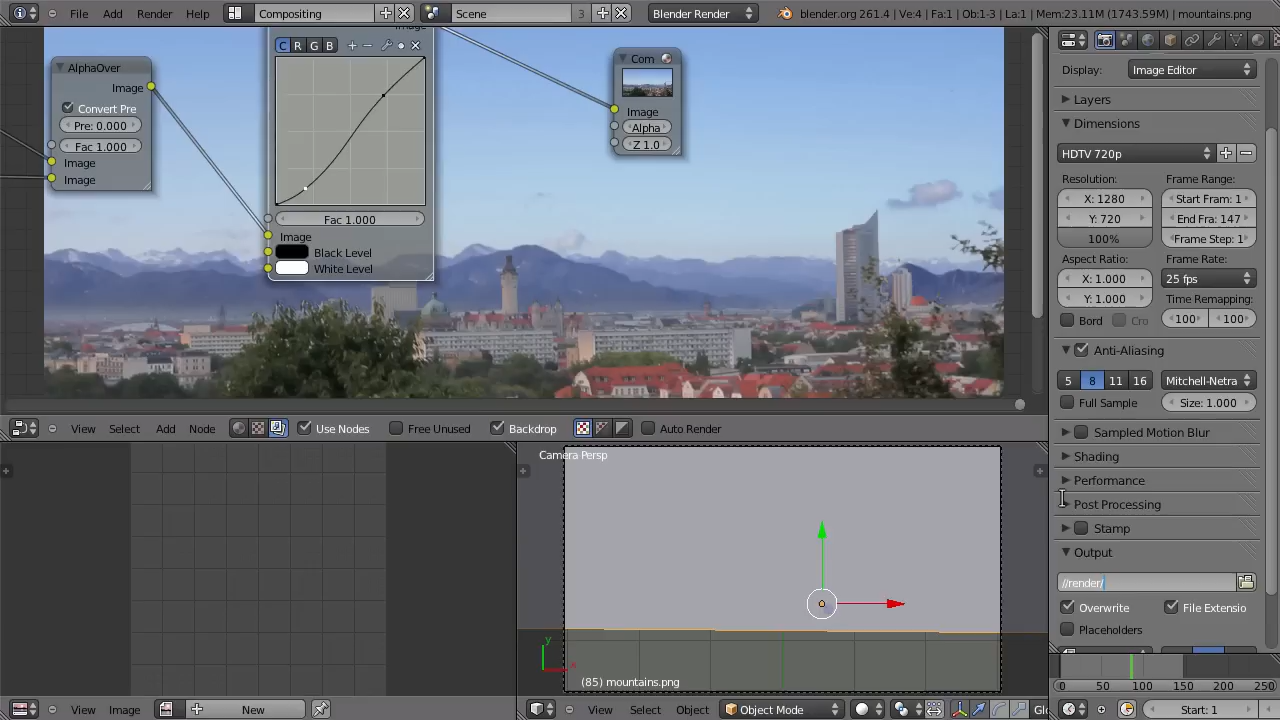 File Add Render Help Compositing Scene 3 Blender Render blender.org 261.4 | Ve:4 | Fa:1 | Ob:1-3 | La:1 | Mem:23.11M (1743.59M) | mountains.png
AlphaOver
Image
Convert Pre
Pre: 0.000
Fac 1.000
Image
Image
C R G B
Fac 1.000
Image
Black Level
White Level
Com
Image
Alpha
Z 1.0
Display: Image Editor
Layers
Dimensions
HDTV 720p
Resolution: Frame Range:
X: 1280 Start Fram: 1
Y: 720 End Fra: 147
100% Frame Step: 1
Aspect Ratio: Frame Rate:
X: 1.000 25 fps
Y: 1.000 Time Remapping:
Bord Cro 100 100
Anti-Aliasing
5 8 11 16 Mitchell-Netra
Full Sample Size: 1.000
Sampled Motion Blur
Shading
Performance
Post Processing
Stamp
Output
//render/
Overwrite File Extensio
Placeholders
View Select Add Node Use Nodes Free Unused Backdrop Auto Render
Camera Persp
y
x
(85) mountains.png
0 50 100 150 200 250
View Image New
View Select Object Object Mode Glo
Start: 1